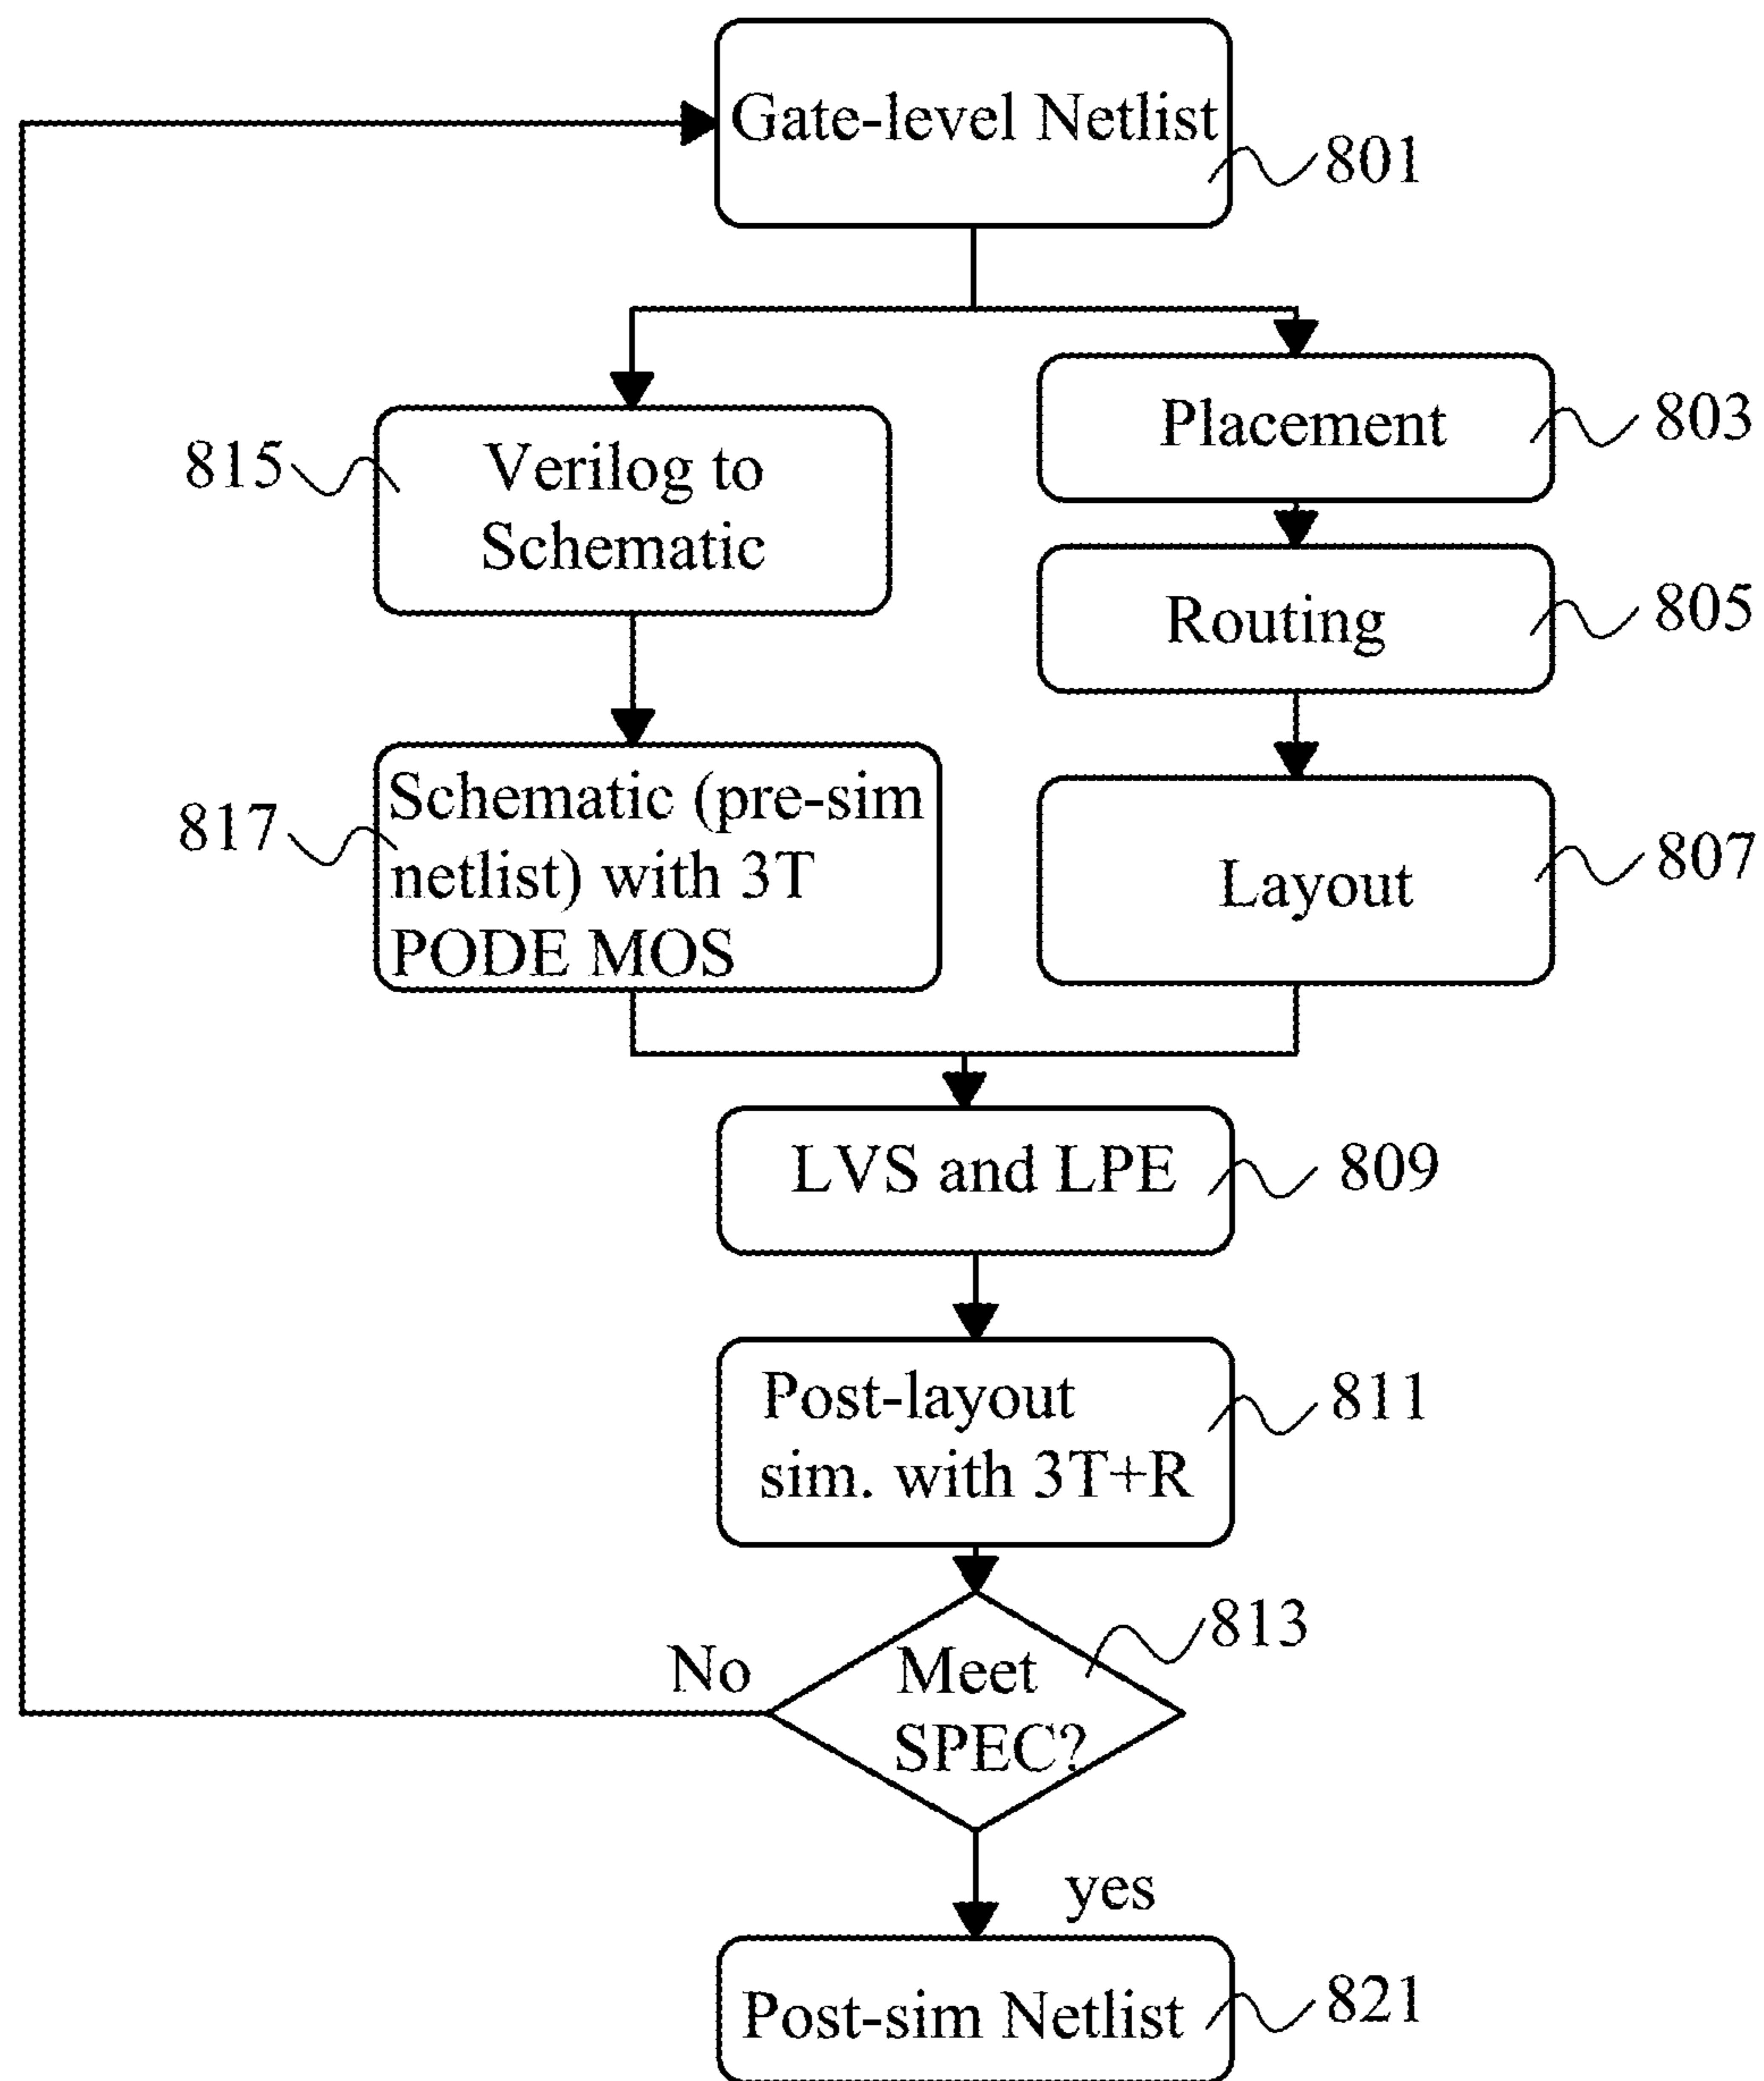 Gate-level Netlist
801
Placement
803
815
Verilog to
Schematic
Routing
805
817
Schematic (pre-sim
netlist) with 3T
PODE MOS
Layout
807
LVS and LPE
809
Post-layout
sim. with 3T+R
811
813
No
Meet
SPEC?
yes
Post-sim Netlist
821